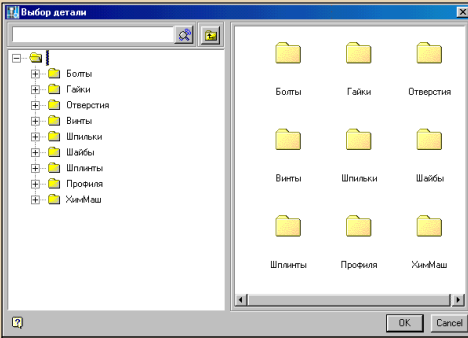 Выбор детали
Болты
Гайки
Отверстия
Винты
Шпильки
Шайбы
Шплинты
Профиля
ХимМаш
Болты Гайки Отверстия
Винты Шпильки Шайбы
Шплинты Профиля ХимМаш
OK Cancel